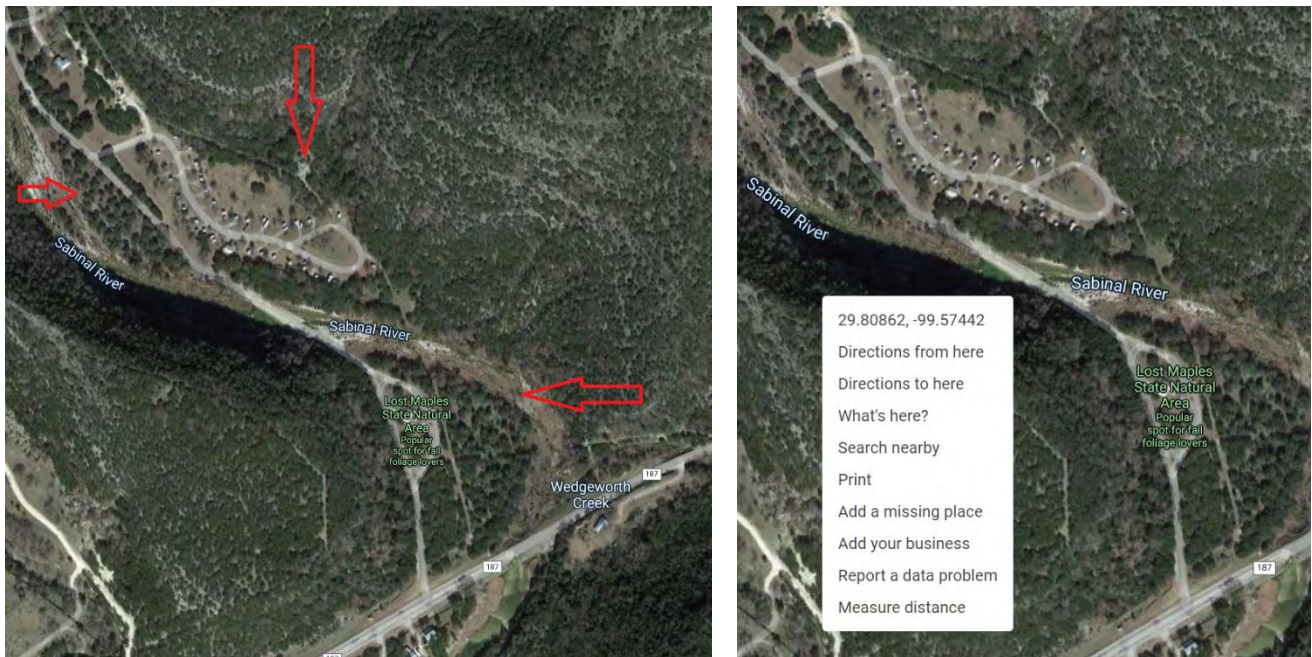 Sabinal River
Sabinal River
Lost Maples
State Natural
Area
Popular
spot for fall
foliage lovers
187
Wedgeworth
Creek
187
187
Sabinal River
Sabinal River
29.80862, -99.57442
Directions from here
Directions to here
What's here?
Search nearby
Print
Add a missing place
Add your business
Report a data problem
Measure distance
Lost Maples
State Natural
Area
Popular
spot for fall
foliage lovers
187